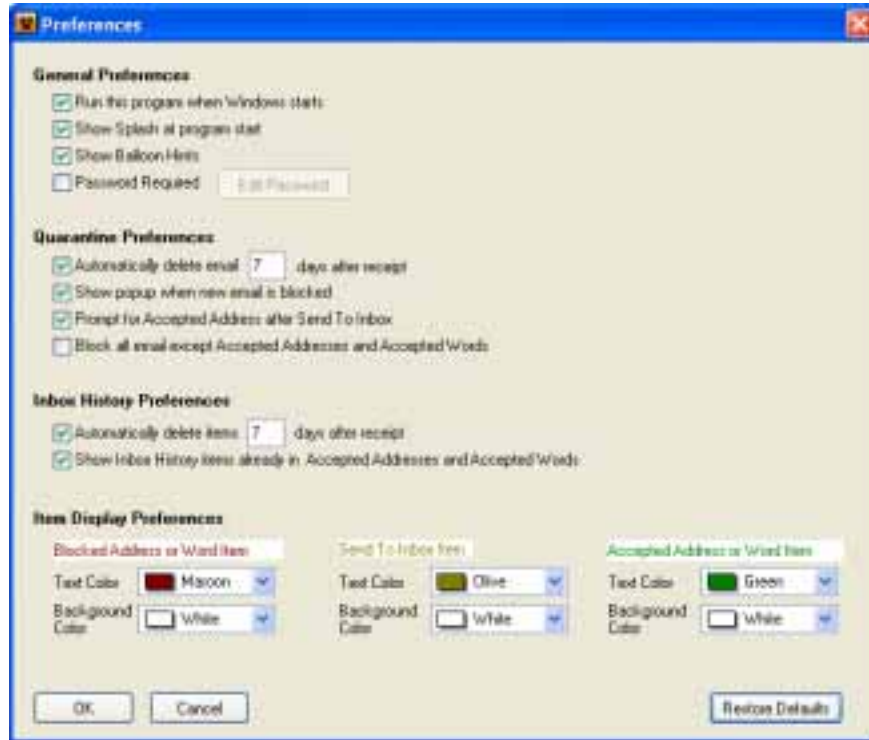 Preferences
General Preferences
Run this program when Windows starts
Show Splash at program start
Show Balloon Hints
Password Required Edit Password
Quarantine Preferences
Automatically delete email 7 days after receipt
Show popup when new email is blocked
Prompt for Accepted Address after Send To Inbox
Block all email except Accepted Addresses and Accepted Words
Inbox History Preferences
Automatically delete items 7 days after receipt
Show Inbox History items already in Accepted Addresses and Accepted Words
Item Display Preferences
Blocked Address or Word Item Send To Inbox Item Accepted Address or Word Item
Text Color Maroon Text Color Olive Text Color Green
Background Color White Background Color White Background Color White
OK Cancel Restore Defaults